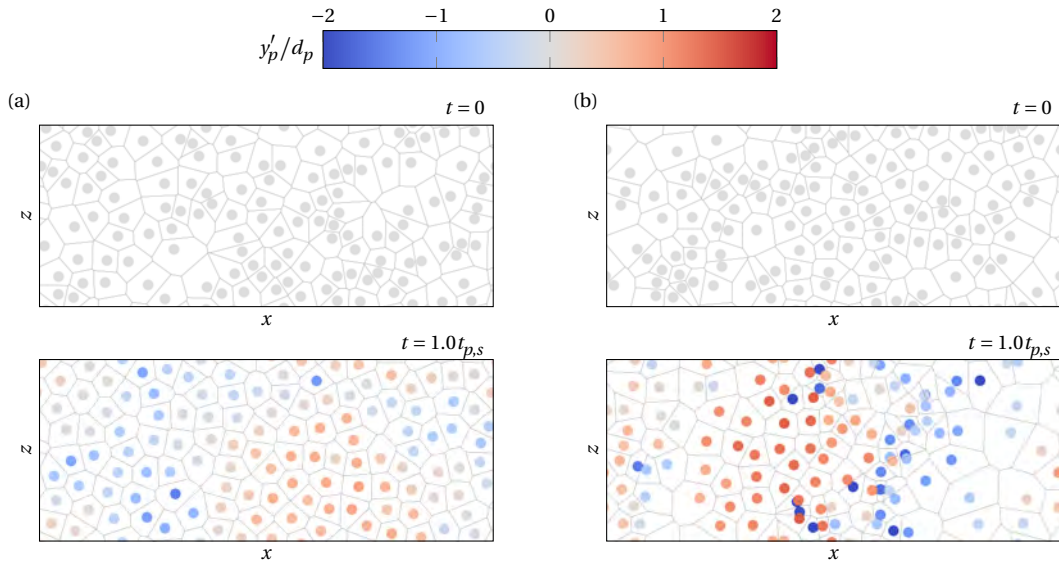 −2 −1 0 1 2
y′p/dp
(a) t = 0 (b) t = 0
z z
x x
t = 1.0tp,s t = 1.0tp,s
z z
x x